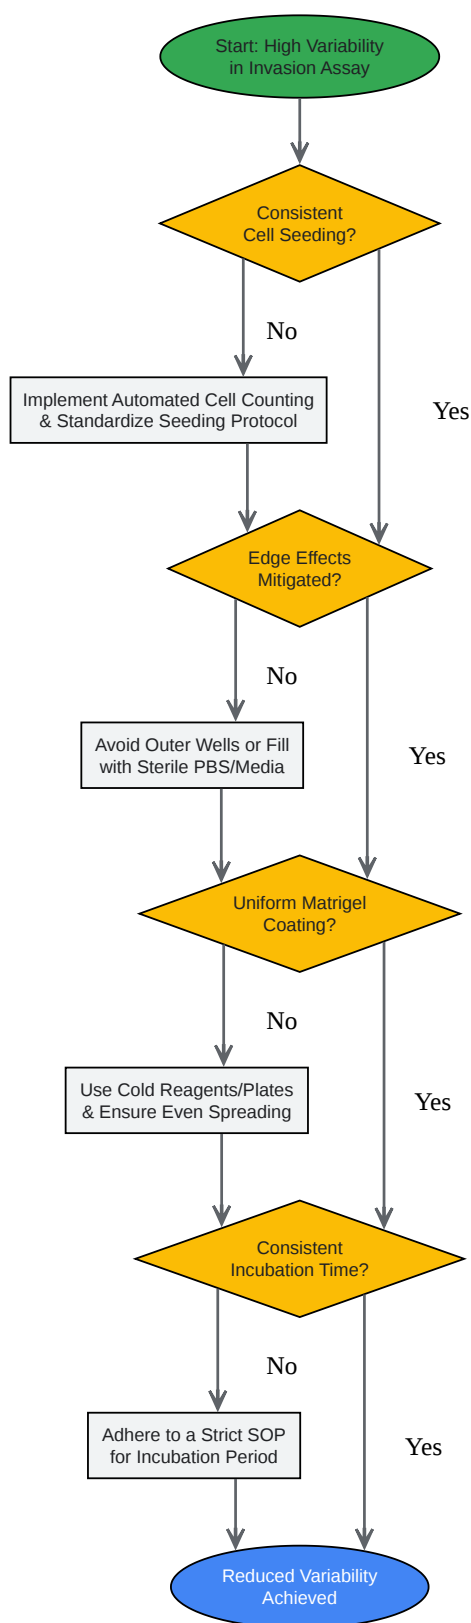 Start: High Variability
in Invasion Assay
Consistent
Cell Seeding?
No
Yes
Implement Automated Cell Counting
& Standardize Seeding Protocol
Edge Effects
Mitigated?
No
Yes
Avoid Outer Wells or Fill
with Sterile PBS/Media
Uniform Matrigel
Coating?
No
Yes
Use Cold Reagents/Plates
& Ensure Even Spreading
Consistent
Incubation Time?
No
Yes
Adhere to a Strict SOP
for Incubation Period
Reduced Variability
Achieved